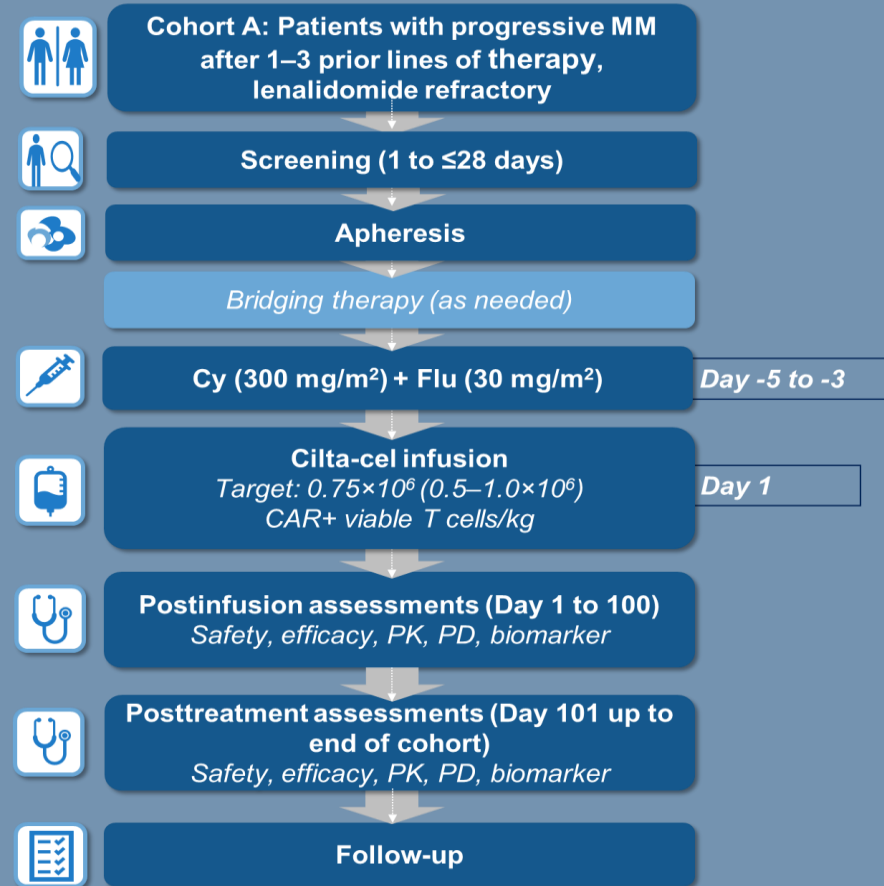 Cohort A: Patients with progressive MM
after 1–3 prior lines of therapy,
lenalidomide refractory
Screening (1 to ≤28 days)
Apheresis
Bridging therapy (as needed)
Cy (300 mg/m²) + Flu (30 mg/m²)
Day -5 to -3
Cilta-cel infusion
Target: 0.75×10⁶ (0.5–1.0×10⁶)
CAR+ viable T cells/kg
Day 1
Postinfusion assessments (Day 1 to 100)
Safety, efficacy, PK, PD, biomarker
Posttreatment assessments (Day 101 up to
end of cohort)
Safety, efficacy, PK, PD, biomarker
Follow-up